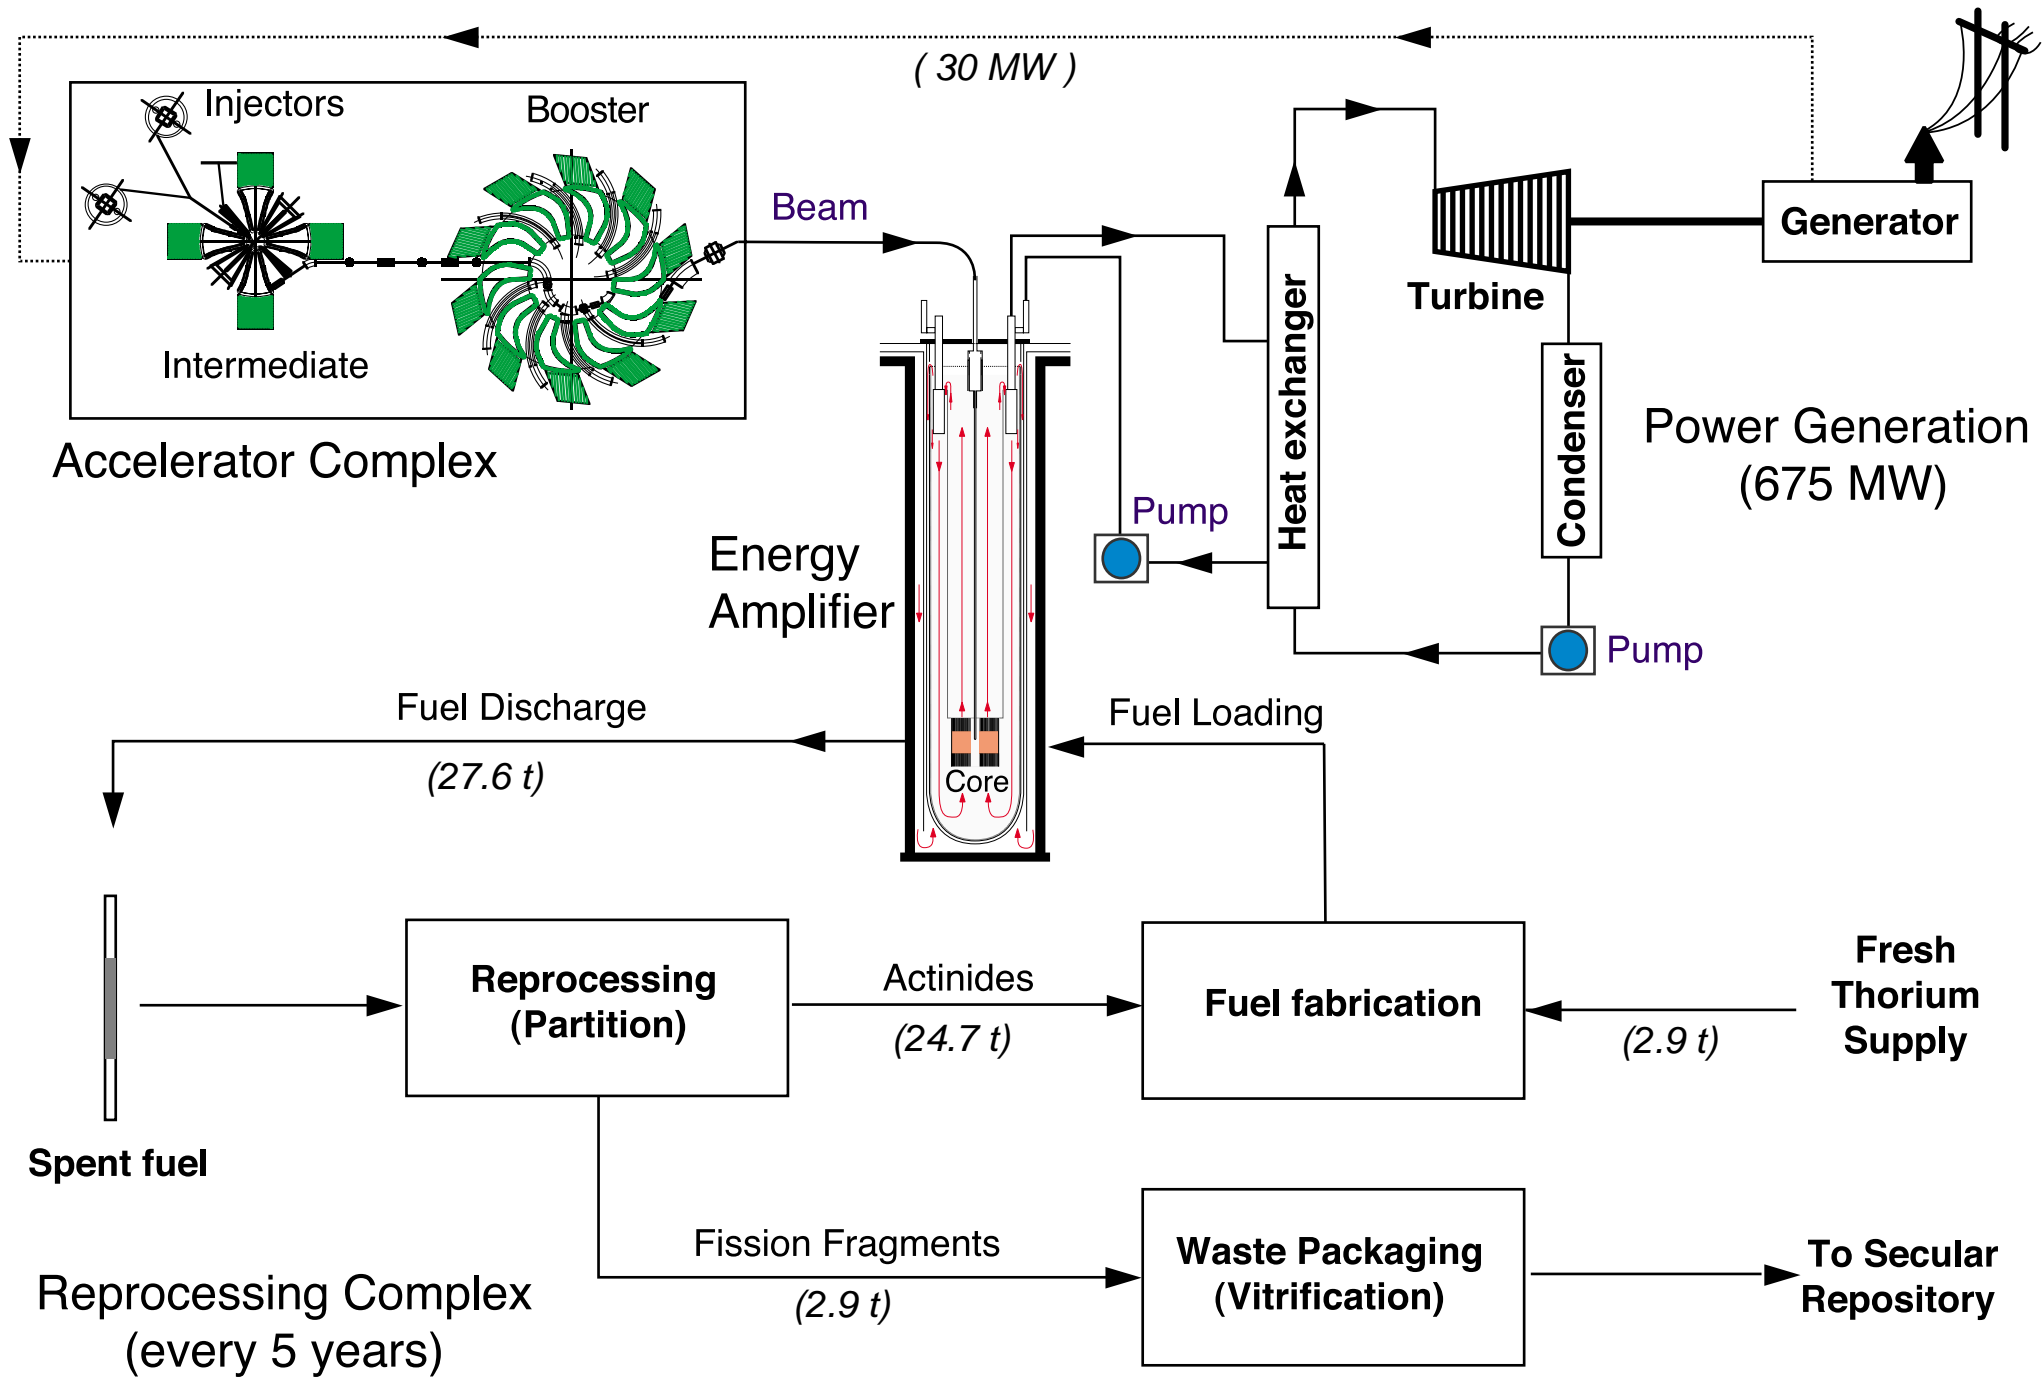 ( 30 MW )
Injectors
Booster
Intermediate
Accelerator Complex
Beam
Heat exchanger
Turbine
Generator
Condenser
Power Generation
(675 MW)
Pump
Pump
Energy
Amplifier
Core
Fuel Discharge
(27.6 t)
Fuel Loading
Spent fuel
Reprocessing
(Partition)
Actinides
(24.7 t)
Fuel fabrication
(2.9 t)
Fresh
Thorium
Supply
Fission Fragments
(2.9 t)
Waste Packaging
(Vitrification)
To Secular
Repository
Reprocessing Complex
(every 5 years)